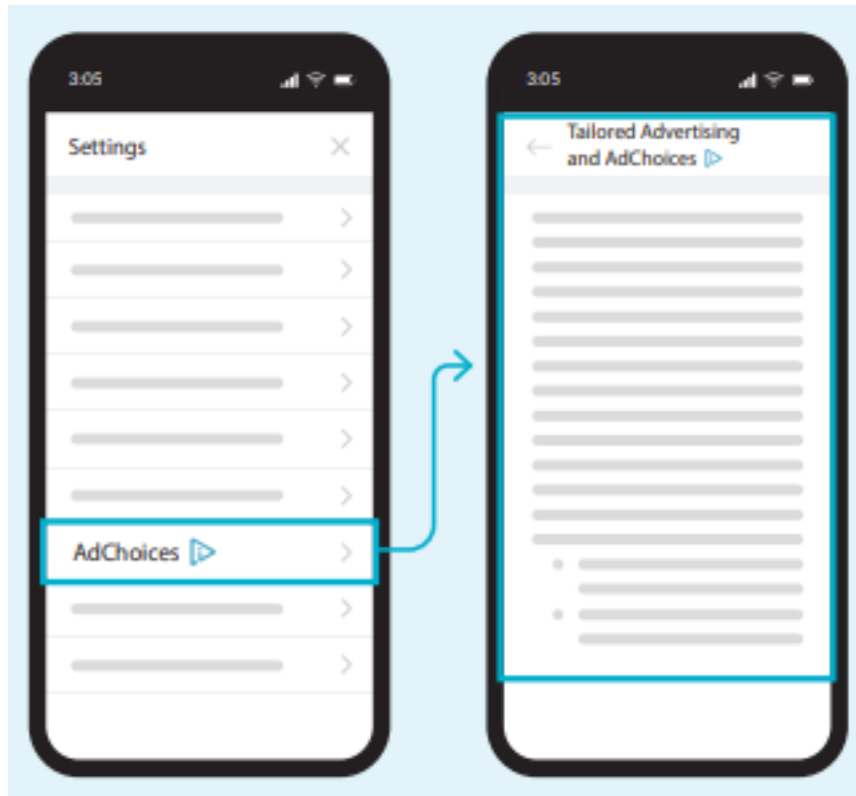 3:05
Settings
AdChoices
3:05
Tailored Advertising
and AdChoices